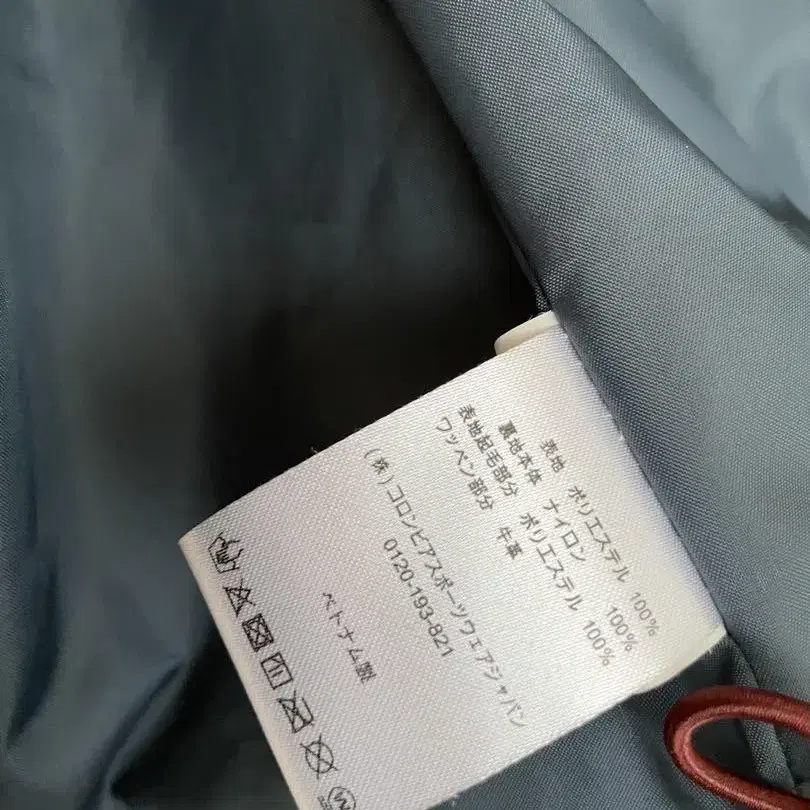 表地 ポリエステル 100%
裏地本体 ナイロン 100%
表地起毛部分 ポリエステル 100%
ワッペン部分 牛革
(株)コロンビアスポーツウェアジャパン
0120-193-821
ベトナム製